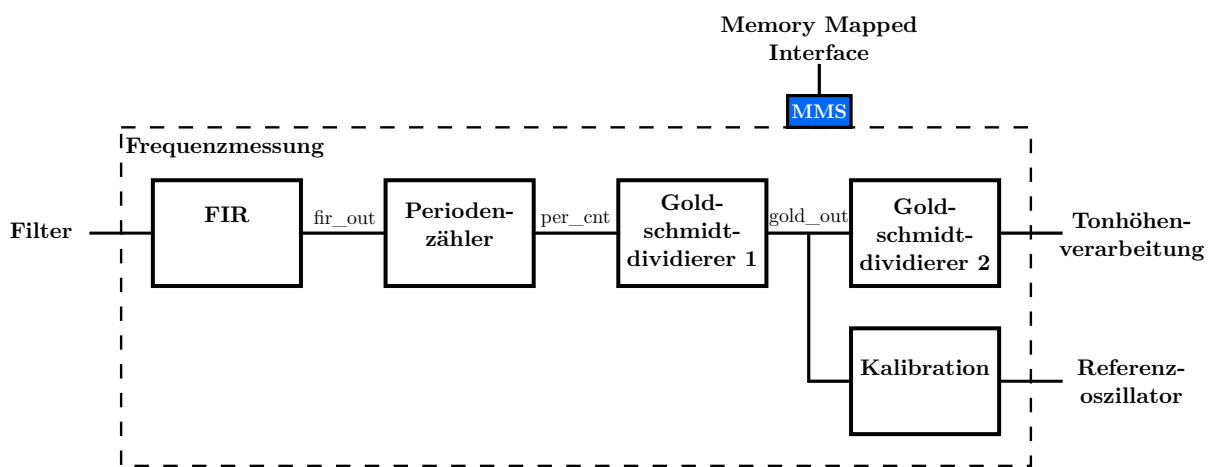 Memory Mapped
Interface
MMS
Frequenzmessung
Filter
FIR
fir_out
Perioden-
zähler
per_cnt
Gold-
schmidt-
dividierer 1
gold_out
Gold-
schmidt-
dividierer 2
Tonhöhen-
verarbeitung
Kalibration
Referenz-
oszillator